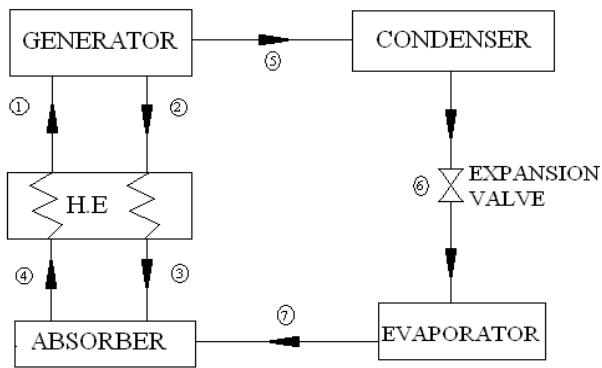 GENERATOR
CONDENSER
⑤
①
②
⑥
EXPANSION
VALVE
H.E
④
③
⑦
ABSORBER
EVAPORATOR